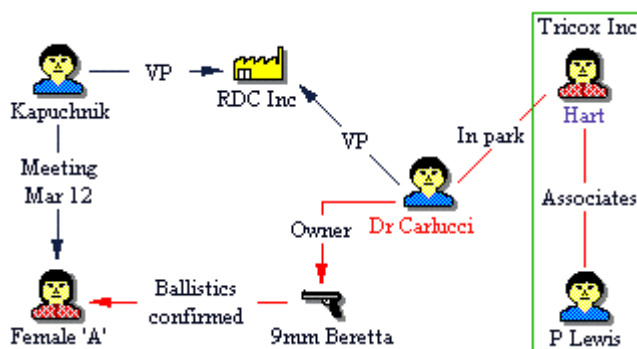 Tricox Inc
VP
RDC Inc
Kapuchnik
In park
Hart
VP
Meeting
Mar 12
Associates
Owner
Dr Carlucci
Ballistics
confirmed
Female 'A'
9mm Beretta
P Lewis